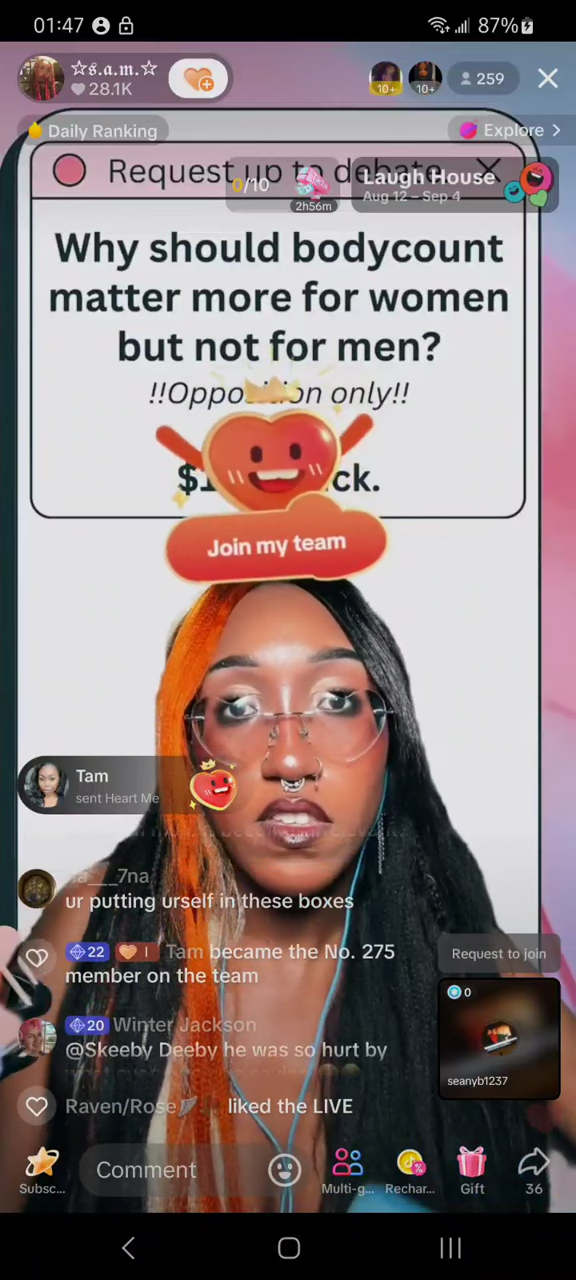 01:47
87%
☆𝔰.𝔞.𝔪.☆
28.1K
10+
10+
259
Daily Ranking
Explore >
Request up to debate
0/10
2h56m
Laugh House
Aug 12 – Sep 4
Why should bodycount
matter more for women
but not for men?
!!Opposition only!!
ck.
Join my team
Tam
sent Heart Me
ur putting urself in these boxes
22 I Tam became the No. 275
member on the team
20 Winter Jackson
@Skeeby Deeby he was so hurt by
Raven/Rose liked the LIVE
Request to join
0
seanyb1237
Comment
Subsc...
Multi-g...
Rechar...
Gift
36